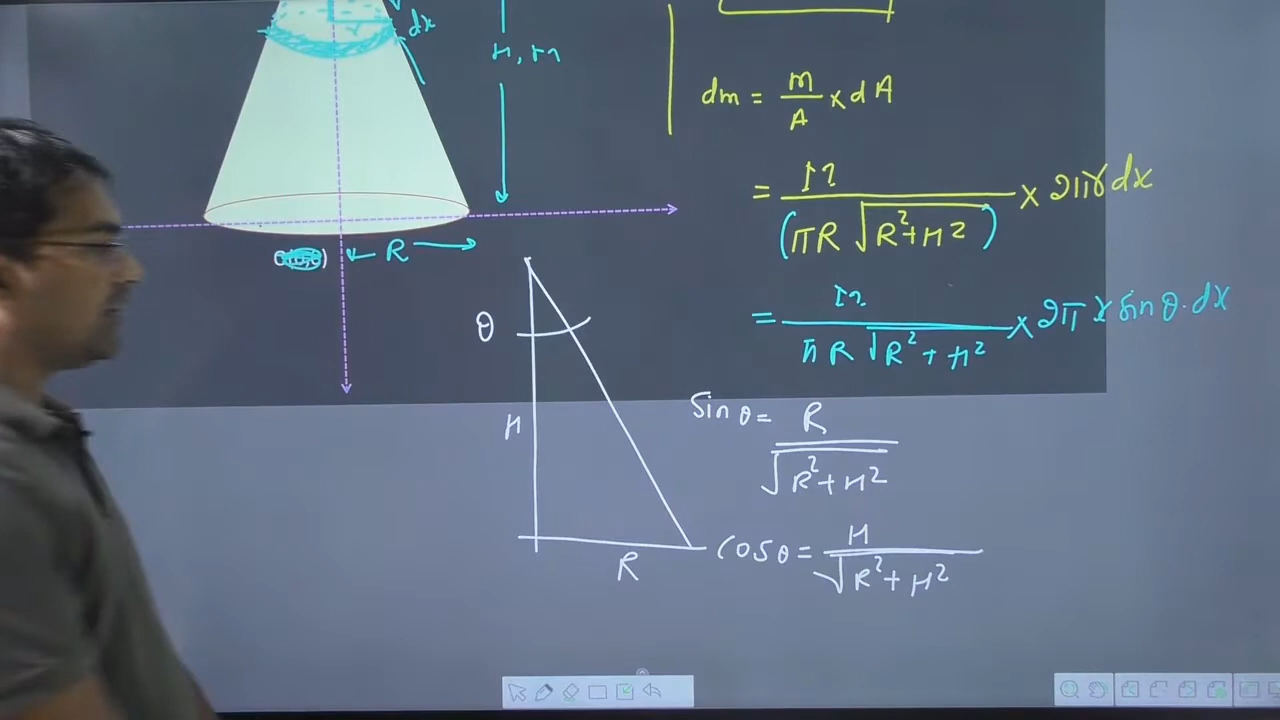 dx
H, M
dm = M/A × dA
= M/(πR √(R²+H²)) × 2πr dx
O
R
= M/(πR √(R²+H²)) × 2π x sin θ · dx
θ
H
R
Sin θ = R/√(R²+H²)
Cos θ = H/√(R²+H²)